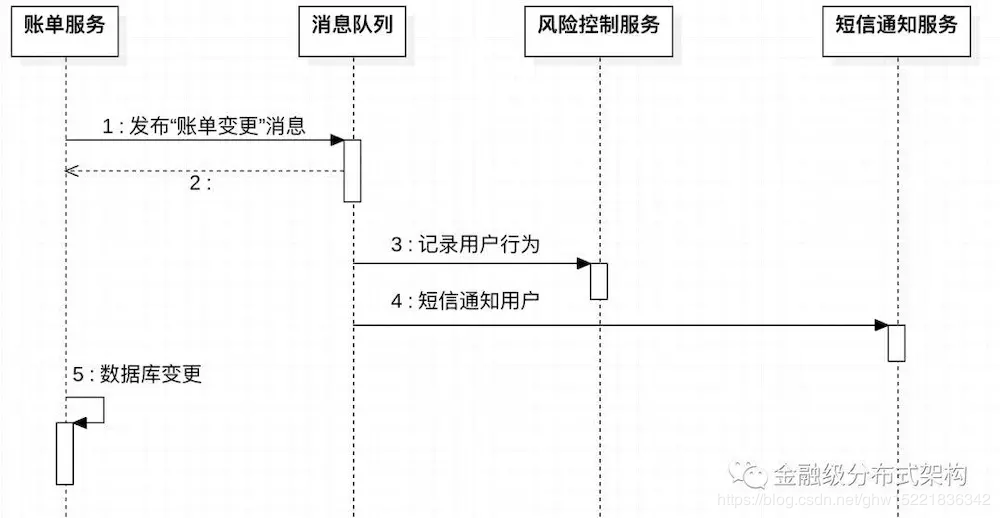 账单服务
消息队列
风险控制服务
短信通知服务
1 : 发布“账单变更”消息
2 :
3 : 记录用户行为
4 : 短信通知用户
5 : 数据库变更
金融级分布式架构
https://blog.csdn.net/ghw15221836342